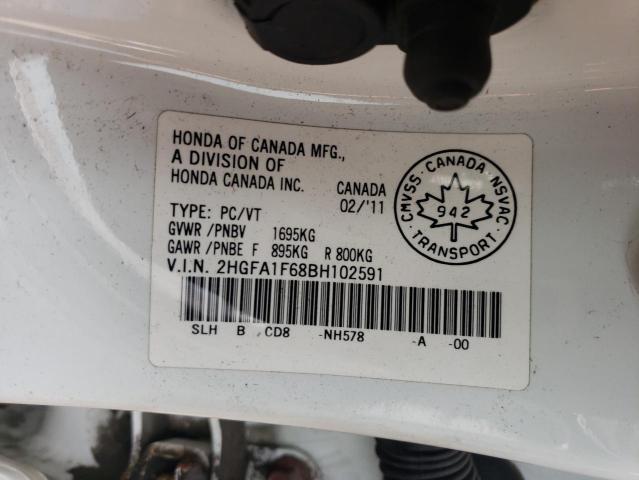 HONDA OF CANADA MFG.,
A DIVISION OF
HONDA CANADA INC. CANADA
02/'11
TYPE: PC/VT
GVWR /PNBV 1695KG
GAWR /PNBE F 895KG R 800KG
V.I.N. 2HGFA1F68BH102591
SLH B CD8 -NH578 -A -00
CMVSS · CANADA · NSVAC
942
TRANSPORT